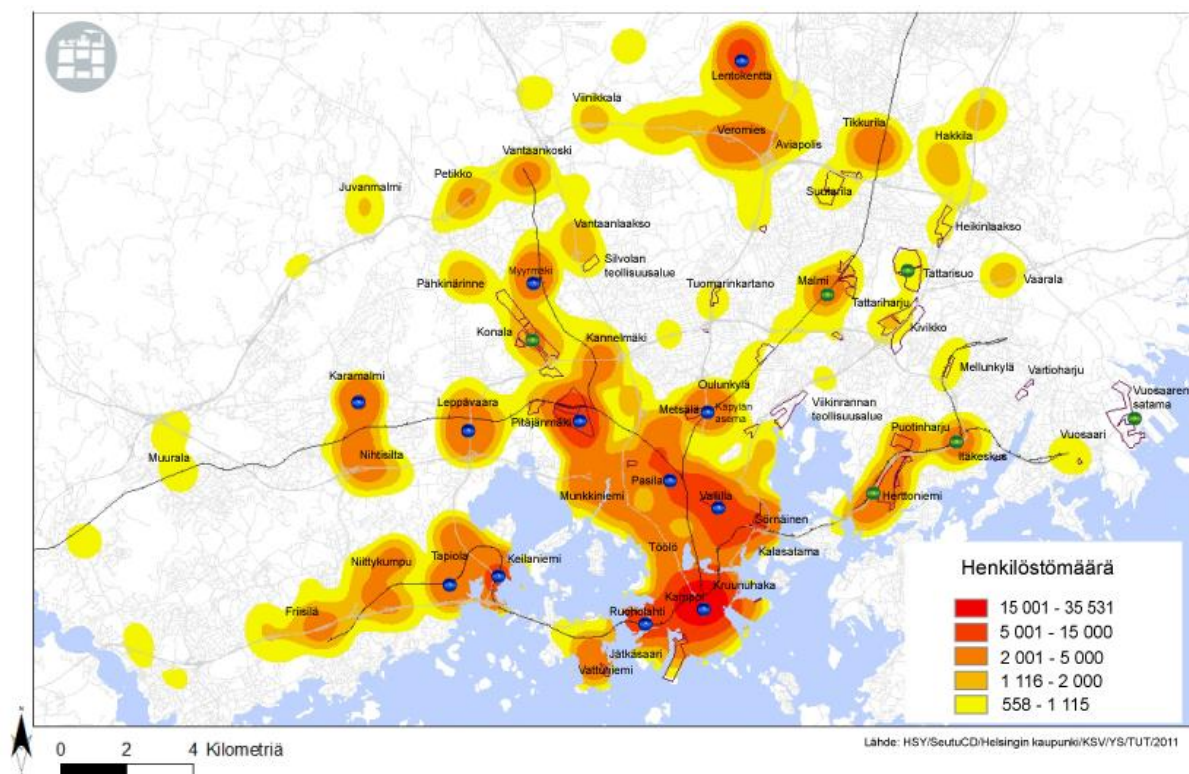 Lentokenttä
Viinikkala
Veromies
Aviapolis
Tikkurila
Hakkila
Vantaankoski
Petikko
Juvanmalmi
Suutarila
Heikinlaakso
Vantaanlaakso
Silvolan
teollisuusalue
Myyrmäki
Pähkinärinne
Tuomarinkartano
Malmi
Tattarisuo
Vaarala
Tattariharju
Kivikko
Konala
Kannelmäki
Mellunkylä
Vartioharju
Karamalmi
Leppävaara
Oulunkylä
Metsälä
Käpylän
asema
Viikinrannan
teollisuusalue
Vuosaaren
satama
Pitäjänmäki
Puotinharju
Itäkeskus
Vuosaari
Muurala
Nihtisilta
Munkkiniemi
Pasila
Vallila
Herttoniemi
Sörnäinen
Kalasatama
Töölö
Tapiola
Keilaniemi
Niittykumpu
Kruunuhaka
Kamppi
Friisilä
Ruoholahti
Jätkäsaari
Vattuniemi
Henkilöstömäärä
15 001 - 35 531
5 001 - 15 000
2 001 - 5 000
1 116 - 2 000
558 - 1 115
N
0 2 4 Kilometriä
Lähde: HSY/SeutuCD/Helsingin kaupunki/KSV/YS/TUT/2011